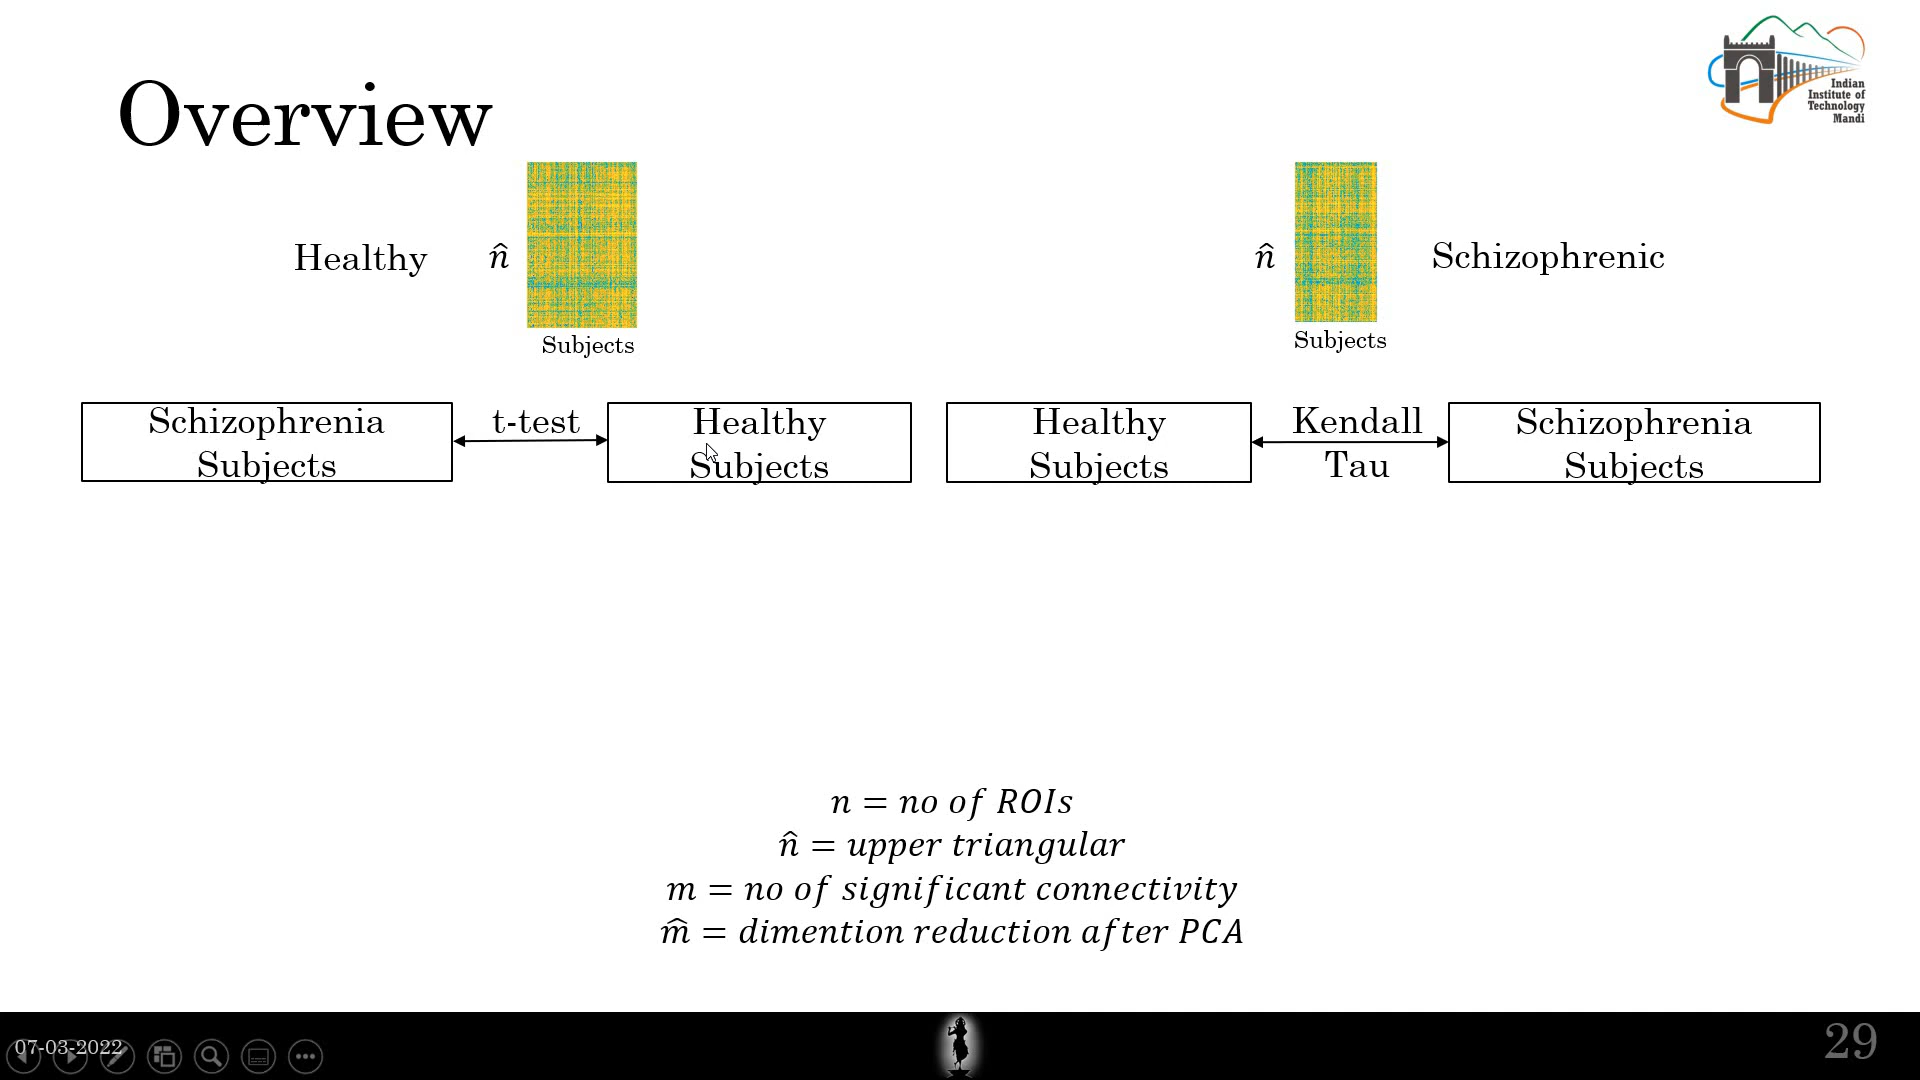 Indian
Institute of
Technology
Mandi
Overview
Healthy
n̂
Subjects
n̂
Schizophrenic
Subjects
Schizophrenia
Subjects
t-test
Healthy
Subjects
Healthy
Subjects
Kendall
Tau
Schizophrenia
Subjects
n = no of ROIs
n̂ = upper triangular
m = no of significant connectivity
m̂ = dimention reduction after PCA
07-03-2022
29